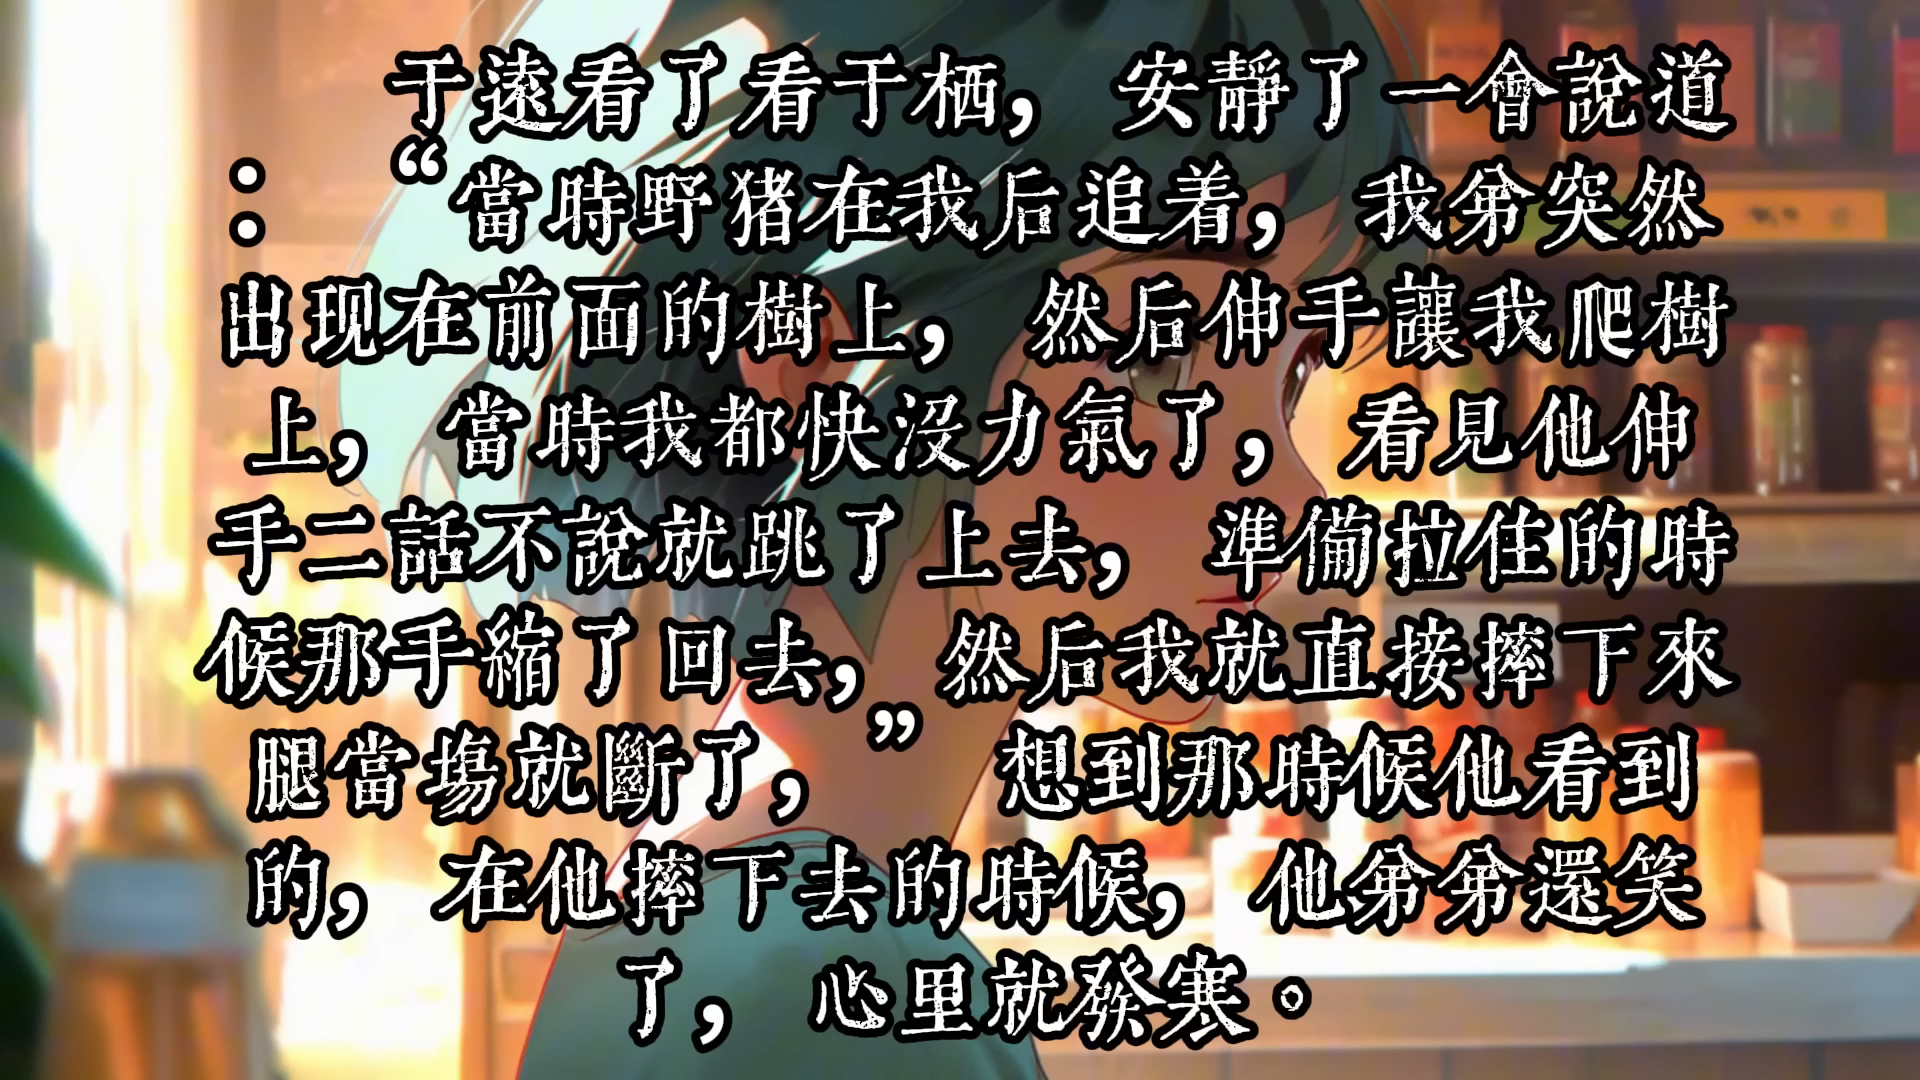 于遠看了看于栖，安靜了一會說道
：“當時野猪在我后追着，我弟突然
出现在前面的樹上，然后伸手讓我爬樹
上，當時我都快没力氣了，看見他伸
手二話不說就跳了上去，準備拉住的時
候那手縮了回去，然后我就直接摔下來
腿當場就斷了，”想到那時候他看到
的，在他摔下去的時候，他弟弟還笑
了，心里就發寒。